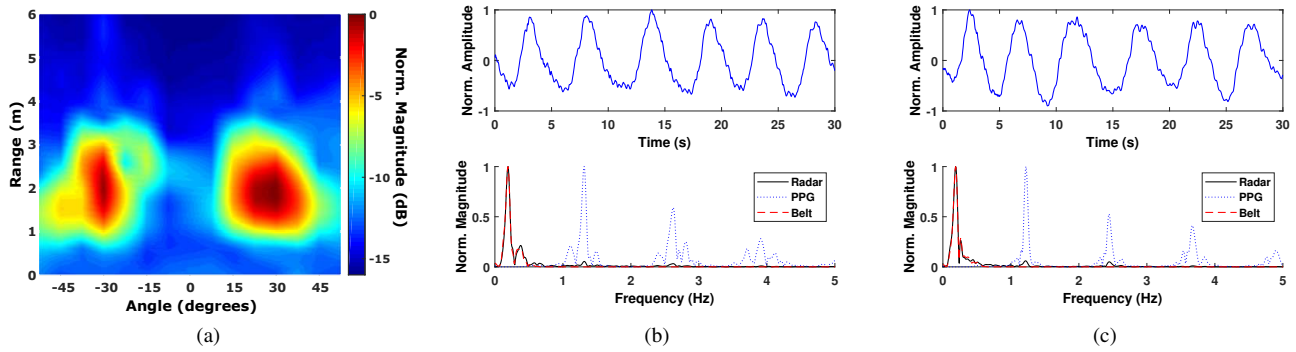 6
5
4
3
2
1
0
Range (m)
-45 -30 -15 0 15 30 45
Angle (degrees)
0
-5
-10
-15
Norm. Magnitude (dB)
(a)
1
0
-1
Norm. Amplitude
0 5 10 15 20 25 30
Time (s)
1
0.5
0
Norm. Magnitude
Radar
PPG
Belt
0 1 2 3 4 5
Frequency (Hz)
(b)
1
0
-1
Norm. Amplitude
0 5 10 15 20 25 30
Time (s)
1
0.5
0
Norm. Magnitude
Radar
PPG
Belt
0 1 2 3 4 5
Frequency (Hz)
(c)